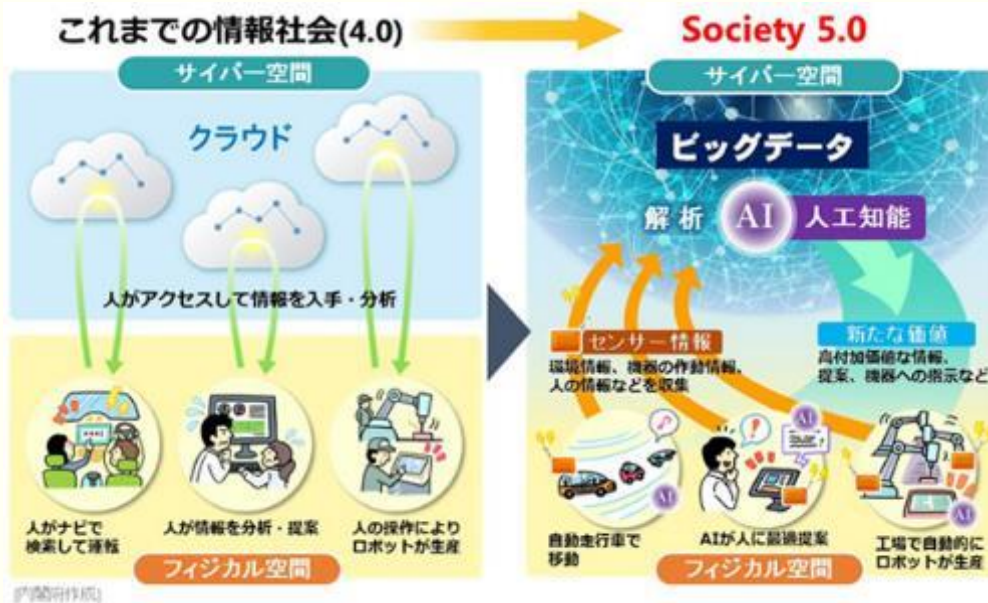 これまでの情報社会(4.0)
Society 5.0
サイバー空間
クラウド
人がアクセスして情報を入手・分析
人がナビで
検索して運転
人が情報を分析・提案
人の操作により
ロボットが生産
フィジカル空間
サイバー空間
ビッグデータ
解析
AI
人工知能
センサー情報
環境情報、機器の作動情報、
人の情報などを収集
新たな価値
高付加価値な情報、
提案、機器への指示など
AI
AI
AI
自動走行車で
移動
AIが人に最適提案
工場で自動的に
ロボットが生産
フィジカル空間
[内閣府作成]